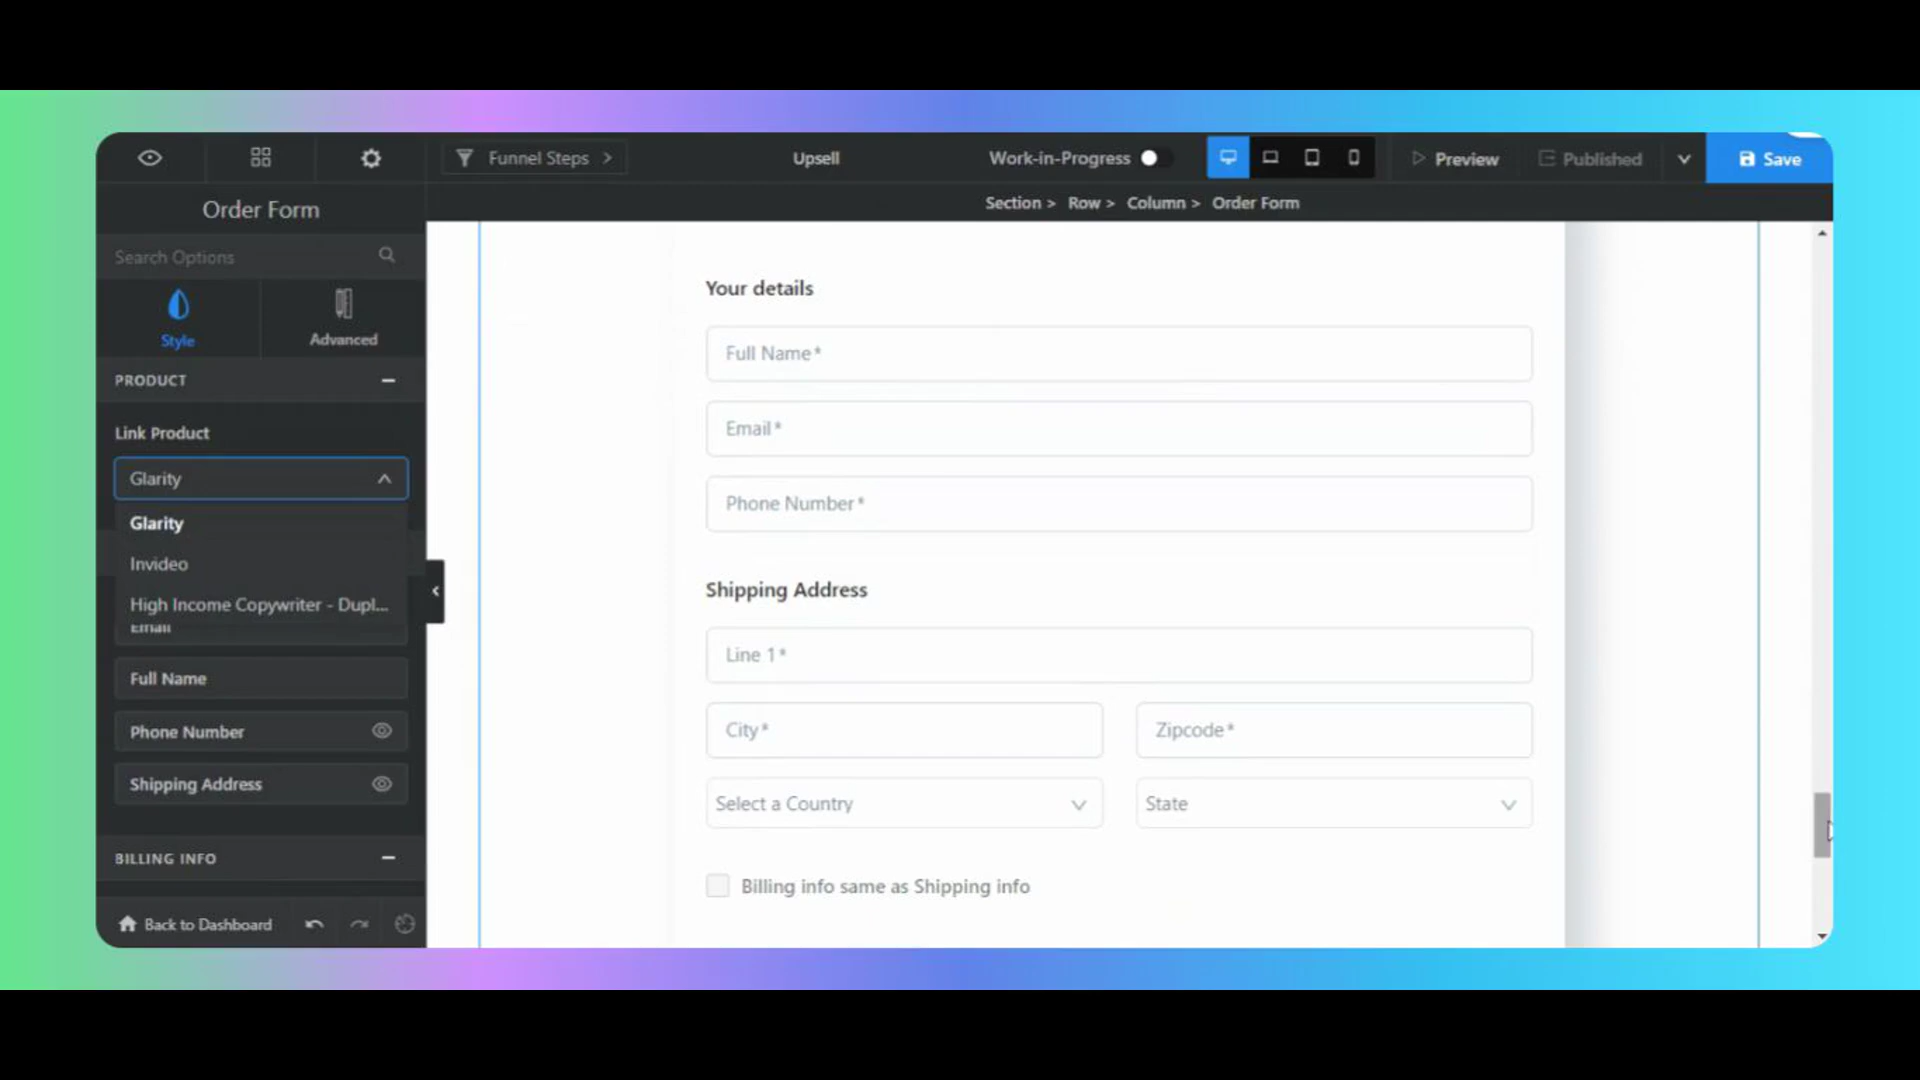 Funnel Steps >
Upsell
Work-in-Progress
Preview
Published
Save
Section > Row > Column > Order Form
Order Form
Search Options
Style
Advanced
PRODUCT
Link Product
Glarity
Glarity
Invideo
High Income Copywriter - Dupl...
Email
Full Name
Phone Number
Shipping Address
BILLING INFO
Back to Dashboard
Your details
Full Name*
Email*
Phone Number*
Shipping Address
Line 1*
City*
Zipcode*
Select a Country
State
Billing info same as Shipping info